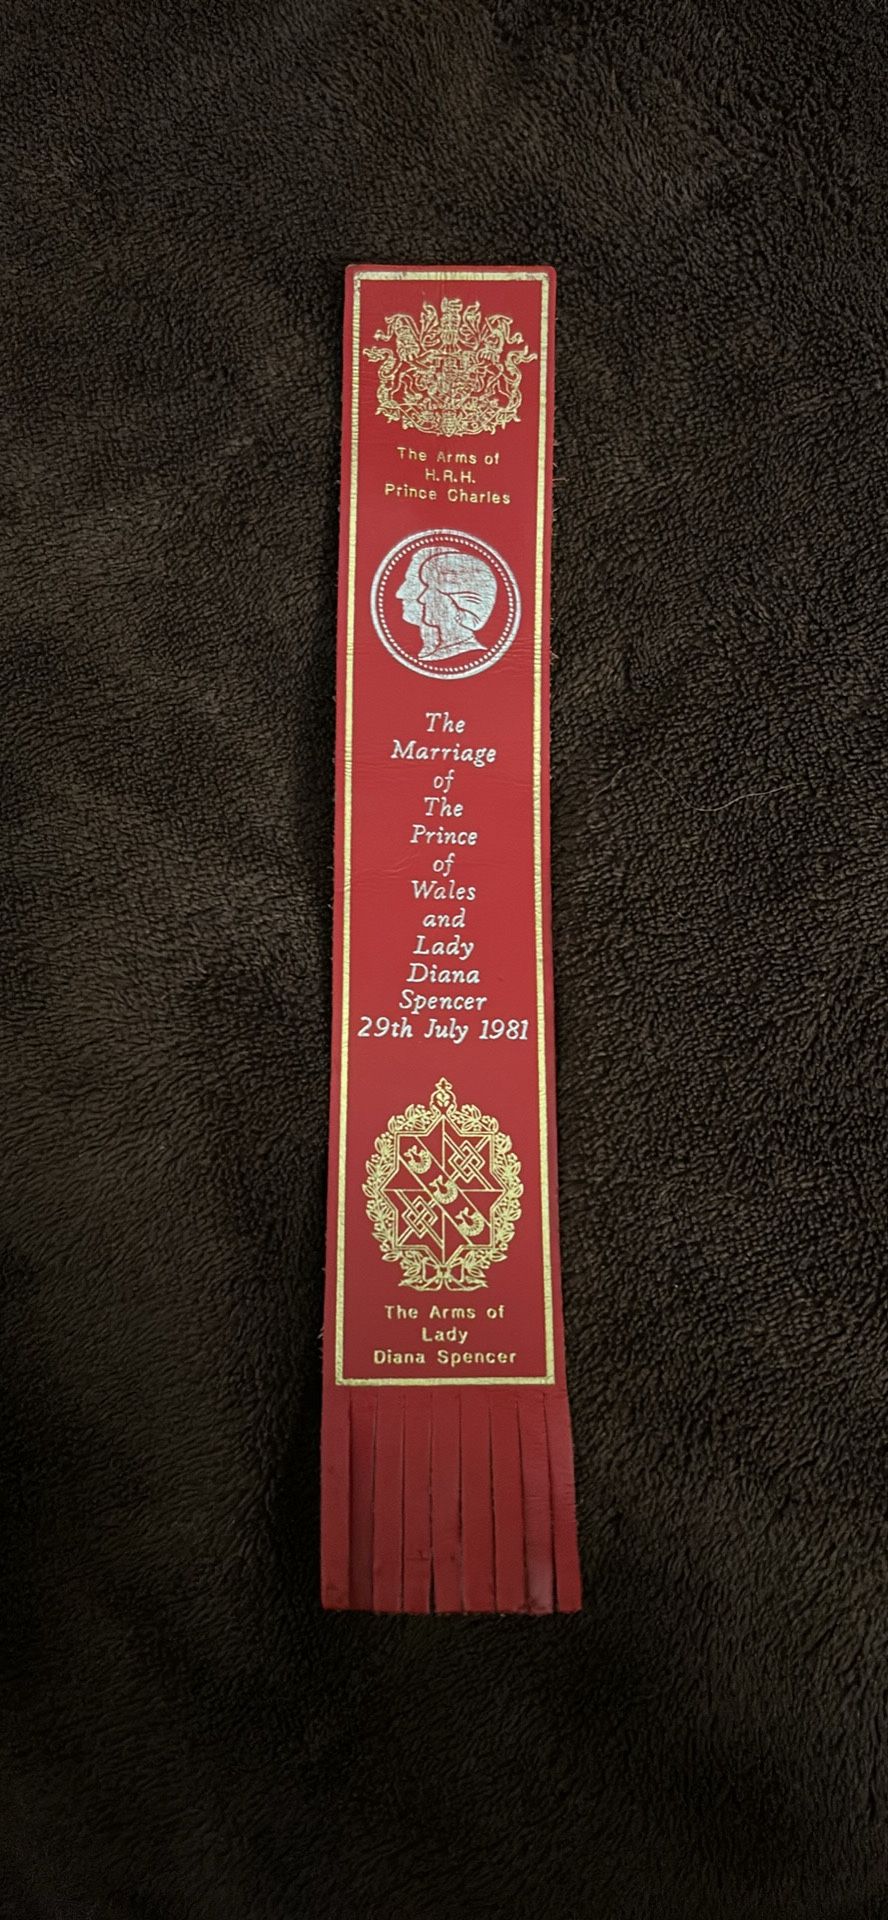 The Arms of
H.R.H.
Prince Charles
The
Marriage
of
The
Prince
of
Wales
and
Lady
Diana
Spencer
29th July 1981
The Arms of
Lady
Diana Spencer